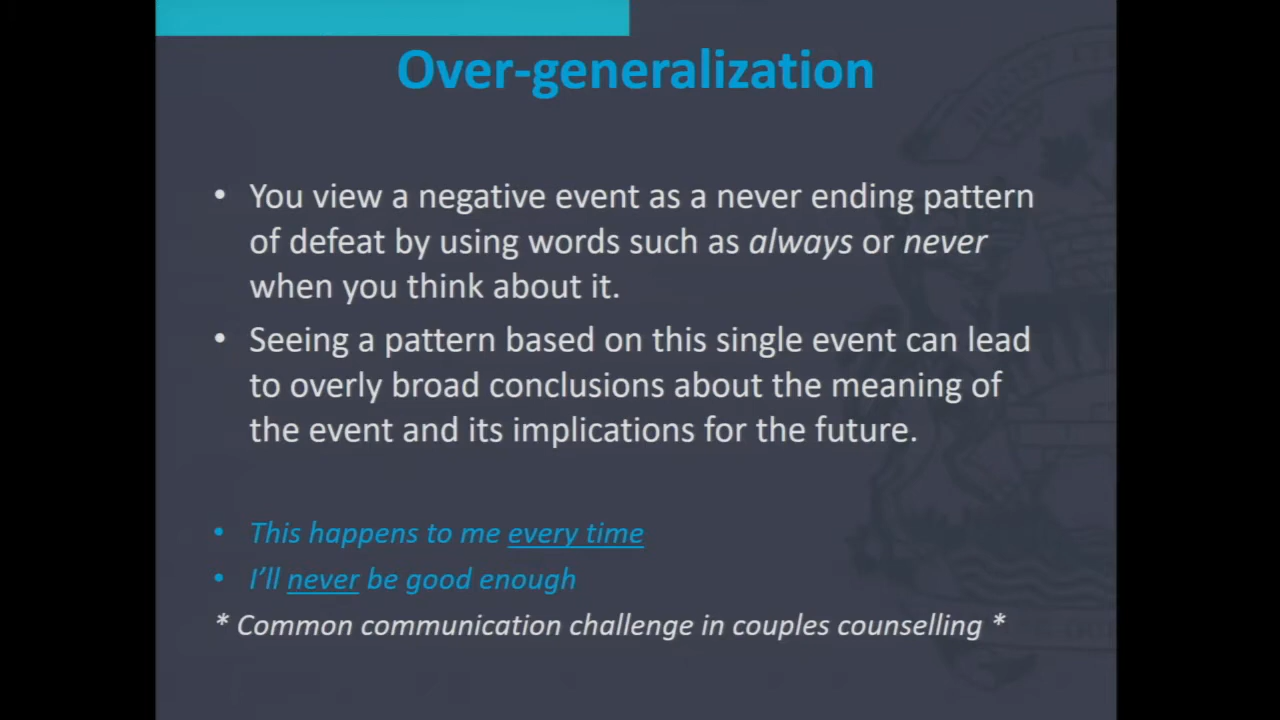 Over-generalization
• You view a negative event as a never ending pattern
of defeat by using words such as always or never
when you think about it.
• Seeing a pattern based on this single event can lead
to overly broad conclusions about the meaning of
the event and its implications for the future.
• This happens to me every time
• I'll never be good enough
* Common communication challenge in couples counselling *